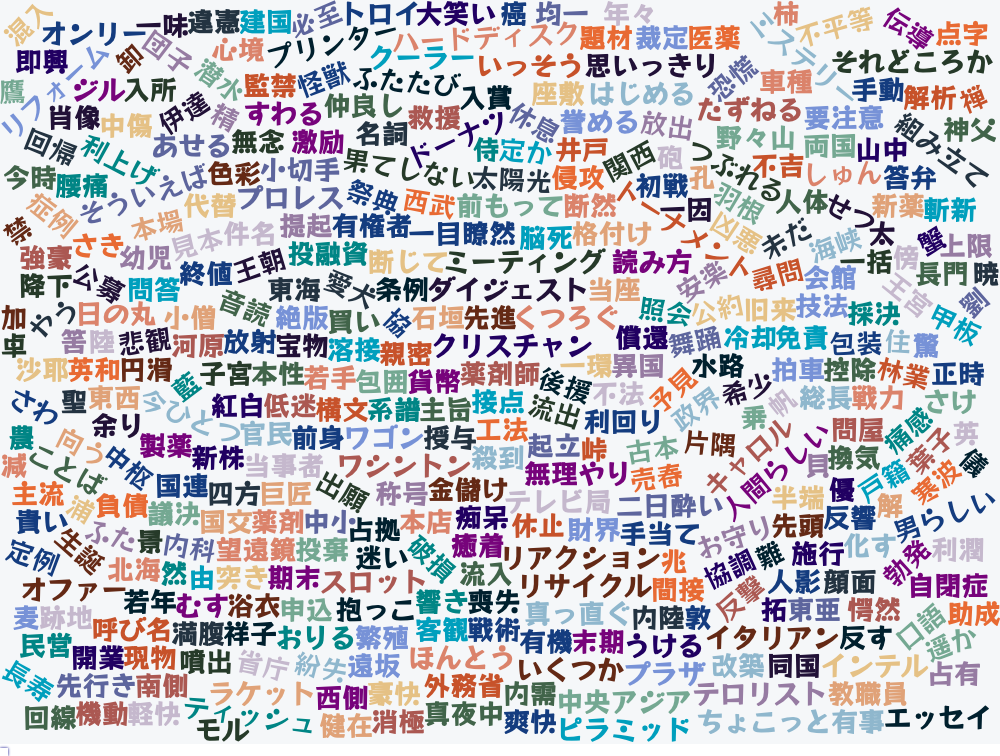 混入 オンリー 一味 違憲 建国 必至 トロイ 大笑い 癌 均一 年々 ミステリー 柿 不平等 伝導 点字
即興 リフォーム 卸 団子 心境 プリンター ハードディスク 題材 裁定 医薬 それどころか
鷹 ジル 入所 潜水 監禁 怪獣 クーラー ふたたび いっそう 思いっきり 恐慌 車種 手動 解析 禅
肖像 中傷 伊達 精 すわる 仲良し 救援 入賞 座敷 はじめる たずねる 要注意 組み立て 神父
回帰 利上げ あせる 無念 激励 名詞 ドーナツ 休息 誉める 放出 野々山 両国 山中
今時 腰痛 そういえば 色彩 小切手 果てしない 太陽光 侍 定か 井戸 関西 砲 つぶれる 不吉 しゅん 答弁
禁 症例 本場 代替 プロレス 祭典 西武 前もって 侵攻 断然 初戦 孔 羽根 人体 せつ 新薬 斬新
強豪 さき 幼児 見本 件名 提起 有権者 一目瞭然 脳死 格付け 一因 凶悪 未だ 海峡 太 傍 蟹 上限
降下 公募 問答 終値 王朝 投融資 断じて ミーティング 読み方 安楽 尋問 会館 一括 王宮 長門 暁
加 やう 日の丸 小僧 音読 東海 愛犬 条例 ダイジェスト 当座 照会 公約 旧来 技法 採決 甲板 劉
卓 筈 陸 悲観 河原 放射 絶版 買い 協 石垣 先進 くつろぐ 償還 舞踊 冷却 免責 包装 住 驚
沙耶 英和 円滑 藍 子宮 宝物 溶接 親密 クリスチャン 一環 異国 水路 拍車 控除 林業 正時
さわ 聖 東西 今ひとつ 本性 若手 包囲 貨幣 薬剤師 後援 不法 予見 希少 総長 戦力 さけ
農 余り 紅白 低迷 横文 系譜 主旨 接点 流出 利回り 政界 乗 帆 問屋 痛感 英
減 ことば 向う 中枢 製薬 新株 官民 前身 ワゴン 授与 工法 起立 峠 古本 片隅 キャロル 人間らしい 貝 換気 戸籍 葉子 儀
主流 浦 負債 国連 四方 当事者 巨匠 ワシントン 出願 称号 金儲け 殺到 無理やり 売春 テレビ局 半端 優 解 寒波
貴い 生誕 ふた 景 議決 国交 薬剤 中小 占拠 本店 痴呆 休止 財界 二日酔い 手当て お守り 先頭 反響 男らしい
定例 内科 望遠鏡 投棄 迷い 破損 癒着 リアクション 兆 協調 難 施行 化す 勃発 利潤
オファー 北海 然 由 突き 期末 スロット 流入 リサイクル 間接 反撃 人影 顔面 自閉症
麦 跡地 若年 むす 浴衣 申込 抱っこ 響き 喪失 真っ直ぐ 内陸 敦 拓 東亜 愕然 口語 助成
民営 呼び名 満腹 祥子 おりる 繁殖 客観 戦術 有機 末期 うける イタリアン 反す 遥か
長寿 開業 現物 噴出 省庁 紛失 遠坂 ほんとう いくつか プラザ 改築 同国 インテル 占有
先行き 南側 ラケット 西側 豪快 外務省 内需 中央アジア テロリスト 教職員
回線 機動 軽快 モル ティッシュ 健在 消極 真夜中 爽快 ピラミッド ちょこっと 有事 エッセイ